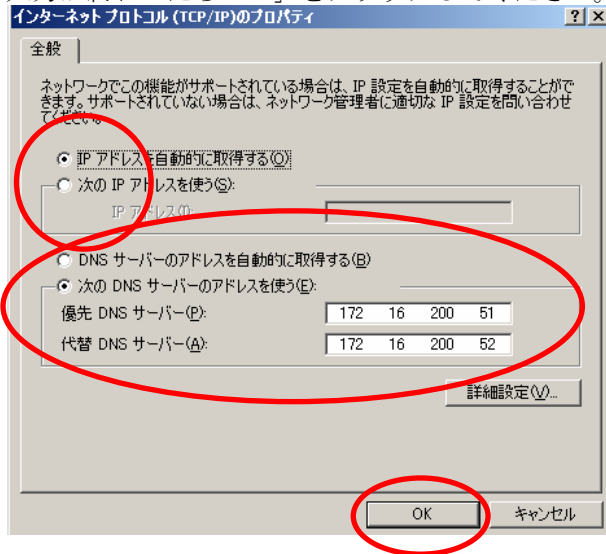 インターネット プロトコル (TCP/IP)のプロパティ
全般
ネットワークでこの機能がサポートされている場合は、IP 設定を自動的に取得することがで
きます。サポートされていない場合は、ネットワーク管理者に適切な IP 設定を問い合わせ
てください。
IP アドレスを自動的に取得する(O)
次の IP アドレスを使う(S):
IP アドレス(I):
DNS サーバーのアドレスを自動的に取得する(B)
次の DNS サーバーのアドレスを使う(E):
優先 DNS サーバー(P): 172 16 200 51
代替 DNS サーバー(A): 172 16 200 52
詳細設定(V)...
OK キャンセル